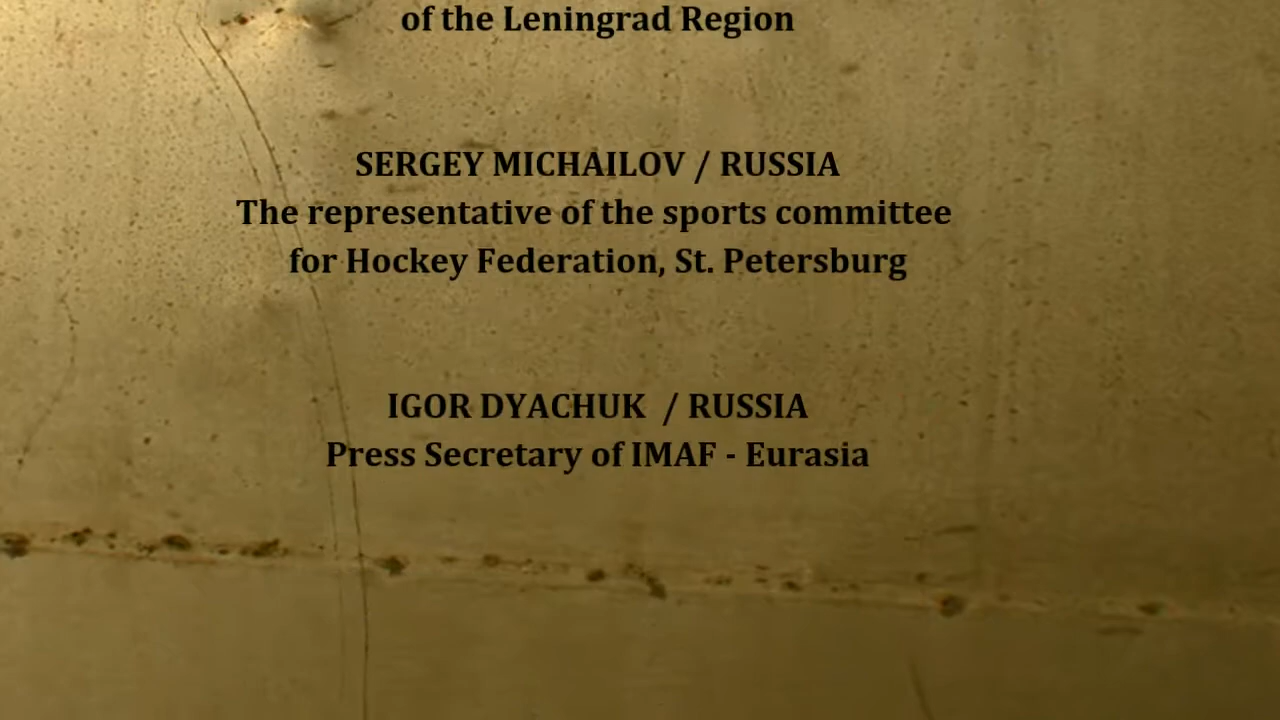 of the Leningrad Region
SERGEY MICHAILOV / RUSSIA
The representative of the sports committee
for Hockey Federation, St. Petersburg
IGOR DYACHUK / RUSSIA
Press Secretary of IMAF - Eurasia